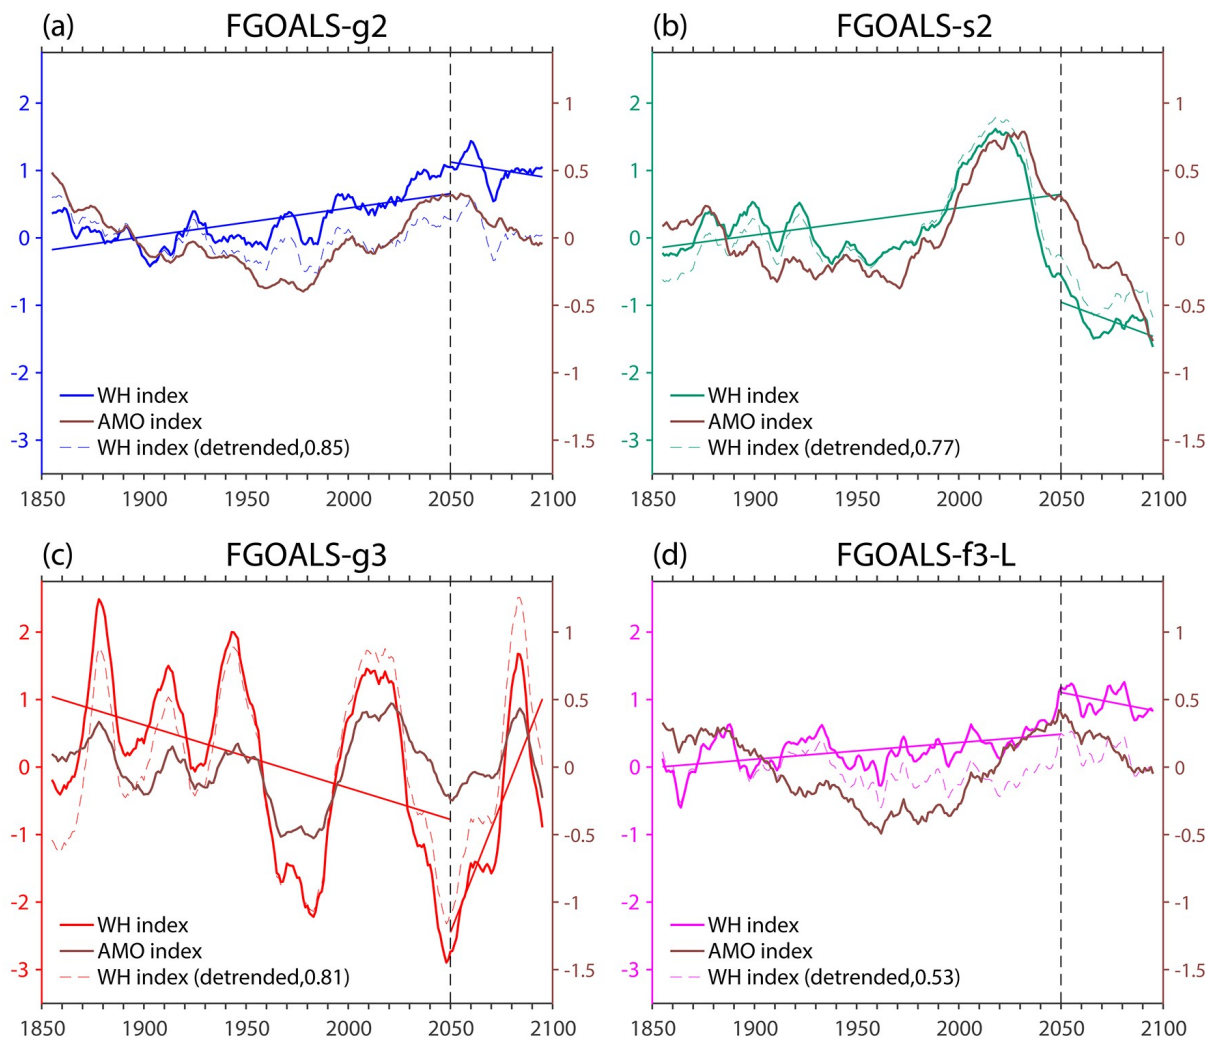 (a) FGOALS-g2
2
1
0
-1
-2
-3
1
0.5
0
-0.5
-1
-1.5
WH index
AMO index
WH index (detrended,0.85)
1850 1900 1950 2000 2050 2100
(b) FGOALS-s2
2
1
0
-1
-2
-3
1
0.5
0
-0.5
-1
-1.5
WH index
AMO index
WH index (detrended,0.77)
1850 1900 1950 2000 2050 2100
(c) FGOALS-g3
2
1
0
-1
-2
-3
1
0.5
0
-0.5
-1
-1.5
WH index
AMO index
WH index (detrended,0.81)
1850 1900 1950 2000 2050 2100
(d) FGOALS-f3-L
2
1
0
-1
-2
-3
1
0.5
0
-0.5
-1
-1.5
WH index
AMO index
WH index (detrended,0.53)
1850 1900 1950 2000 2050 2100